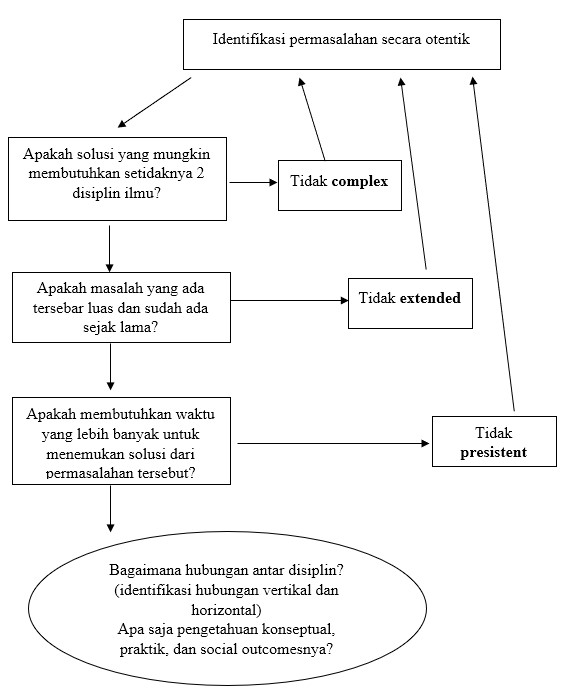 Identifikasi permasalahan secara otentik
Apakah solusi yang mungkin
membutuhkan setidaknya 2
disiplin ilmu?
Tidak complex
Apakah masalah yang ada
tersebar luas dan sudah ada
sejak lama?
Tidak extended
Apakah membutuhkan waktu
yang lebih banyak untuk
menemukan solusi dari
permasalahan tersebut?
Tidak
presistent
Bagaimana hubungan antar disiplin?
(identifikasi hubungan vertikal dan
horizontal)
Apa saja pengetahuan konseptual,
praktik, dan social outcomesnya?